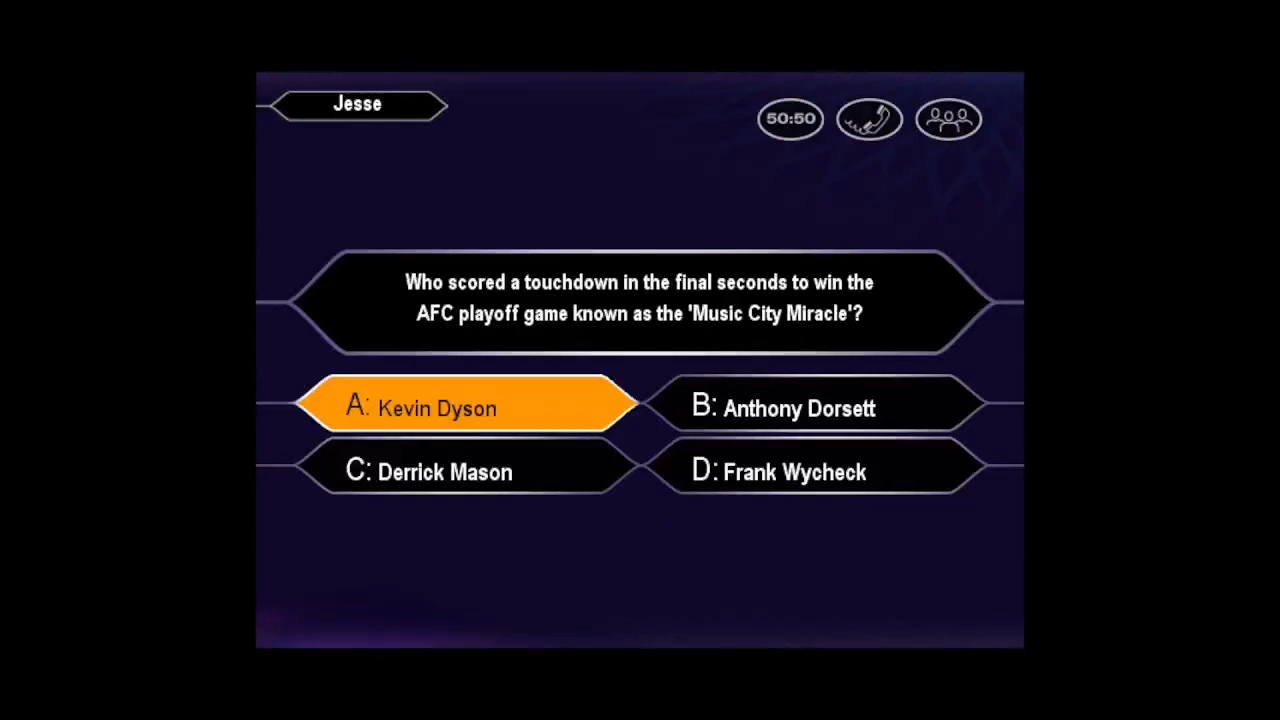 Jesse
50:50
Who scored a touchdown in the final seconds to win the
AFC playoff game known as the 'Music City Miracle'?
A: Kevin Dyson
B: Anthony Dorsett
C: Derrick Mason
D: Frank Wycheck